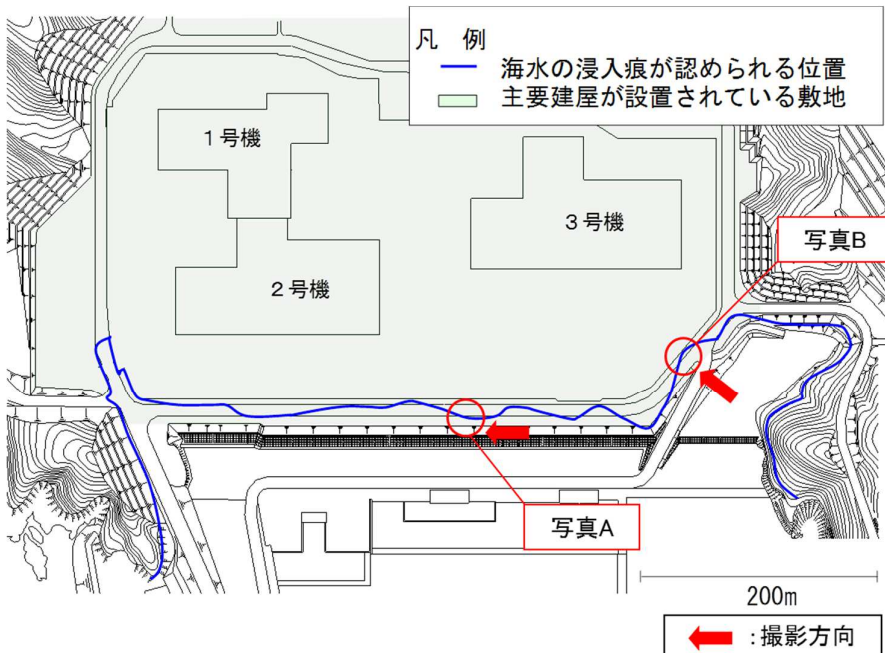 凡 例
海水の浸入痕が認められる位置
主要建屋が設置されている敷地
1号機
3号機
写真B
2号機
写真A
200m
:撮影方向